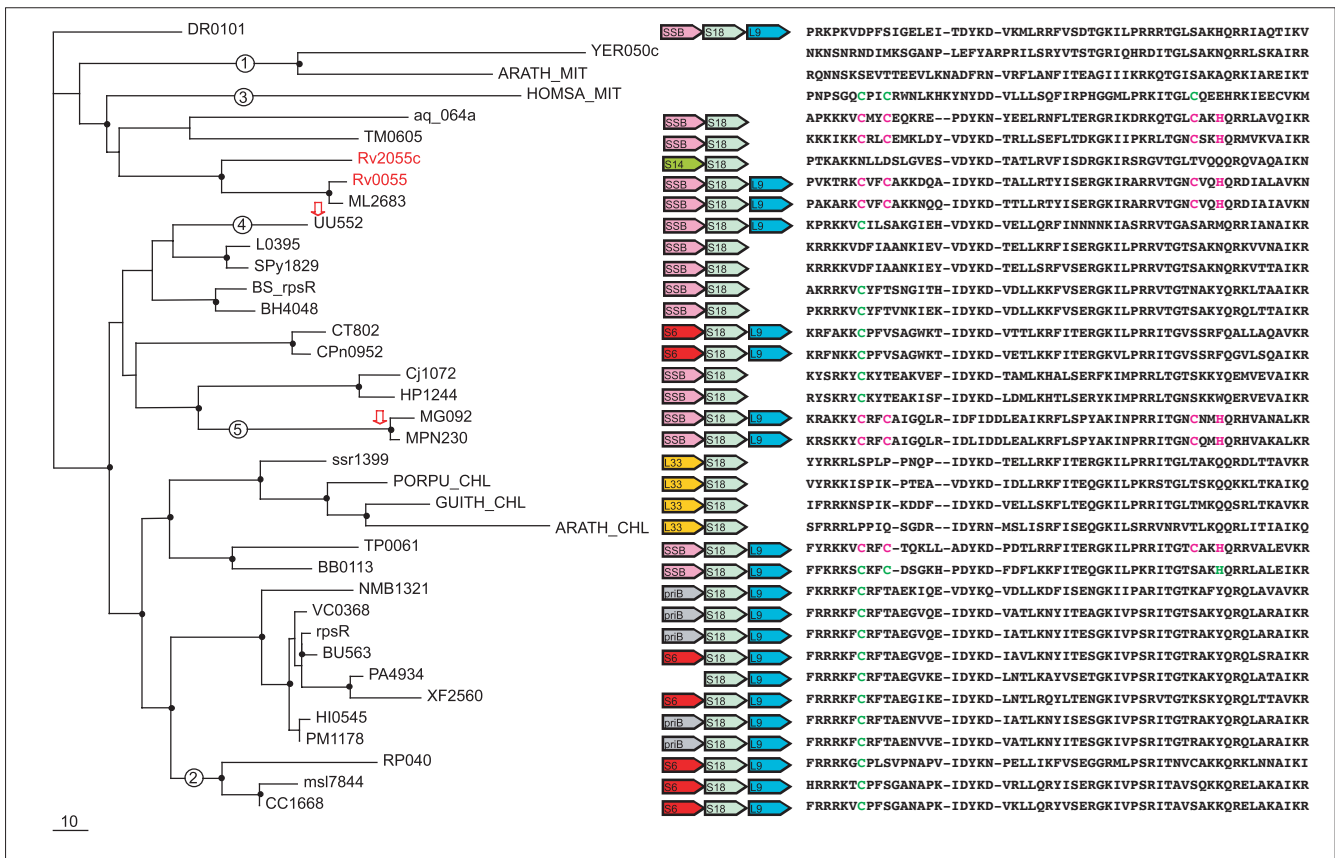 DR0101 SSB S18 L9 PRKPKVDPFSIGELEI-TDYKD-VKMLRRFVSDTGKILPRRRTGLSAKHQRRIAQTIKV
YER050c NKNSNRNDIMKSGANP-LEFYARPRILSRYVTSTGRIQHRDITGLSAKNQRRLSKAIRR
ARATH_MIT RQNNSKSEVTTEEVLKNADFRN-VRFLANFITEAGIIIKRKQTGISAKAQRKIAREIKT
1
HOMSA_MIT PNPSGQCPICRWNLKHKYNYDD-VLLLSQFIRPHGGMLPRKITGLCQEEHRKIEECVKM
3
aq_064a SSB S18 APKKKVCMYCEQKRE--PDYKN-YEELRNFLTERGKIKDRKQTGLCAKHQRRLAVQIKR
TM0605 SSB S18 KKKIKKCRLCEMKLDY-VDYKD-TRLLSEFLTDKGKIIPKRLTGNCSKHQRMVKVAIKR
Rv2055c S14 S18 PTKAKKNLLDSLGVES-VDYKD-TATLRVFISDRGKIRSRGVTGLTVQQQRQVAQAIKN
Rv0055 SSB S18 L9 PVKTRKCVFCAKKDQA-IDYKD-TALLRTYISERGKIRARRVTGNCVQHQRDIALAVKN
ML2683 SSB S18 L9 PAKARKCVFCAKKNQQ-IDYKD-TTLLRTYISERGKIRARYISERGKIRARRVTGNCVQHQRDIAIAVKN
4 UU552 SSB S18 L9 KPRKKVCILSAKGIEH-VDYKD-VELLQRFINNNNKIASRRVTGASARMQRRIANAIKR
L0395 SSB S18 KRRKKVDFIAANKIEV-VDYKD-TELLKRFISERGKILPRRVTGTSAKNQRKVVNAIKR
SPy1829 SSB S18 KRRKKVDFIAANKIEY-VDYKD-TELLSRFVSERGKILPRRVTGTSAKNQRKVTTAIKR
BS_rpsR SSB S18 AKRRKVCYFTSNGITH-IDYKD-VDLLKKFVSERGKILPRRVTGTNAKYQRKLTAAIKR
BH4048 SSB S18 PKRRKVCYFTVNKIEK-IDYKD-VDLLKKFVSERGKILPRRVTGTSAKYQRQLTTAIKR
CT802 S6 S18 L9 KRFAKKCPFVSAGWKT-IDYKD-VTTLKRFITERGKILPRRITGVSSRFQALLAQAVKR
CPn0952 S6 S18 L9 KRFNKKCPFVSAGWKT-IDYKD-VETLKKFITERGKVLPRRITGVSSRFQGVLSQAIKR
Cj1072 SSB S18 KYSRKYCKYTEAKVEF-IDYKD-TAMLKHALSERFKIMPRRLTGTSKKYQEMVEVAIKR
HP1244 SSB S18 RYSKRYCKYTEAKISF-IDYKD-LDMLKHTLSERYKIMPRRLTGNSKKWQERVEVAIKR
MG092 SSB S18 L9 KRAKKYCRFCAIGQLR-IDFIDDLEAIKRFLSPYAKINPRRITGNCNMHQRHVANALKR
5 MPN230 SSB S18 L9 KRSKKYCRFCAIGQLR-IDLIDDLEALKRFLSPYAKINPRRITGNCQMHQRHVAKALKR
ssr1399 L33 S18 YYRKRLSPLP-PNQP--IDYKD-TELLRKFITERGKILPRRITGLTAKQQRDLTTAVKR
PORPU_CHL L33 S18 VYRKKISPIK-PTEA--VDYKD-IDLLRKFITEQGKILPKRSTGLTSKQQKKLTKAIKQ
GUITH_CHL L33 S18 IFRRKNSPIK-KDDF--IDYKN-VSLLKDFLTEQGKILPRRITGLTMKQQSRLTKAVKL
ARATH_CHL L33 S18 SFRRRLPPIQ-SGDR--IDYRN-MSLISRFISEQGKILSRRVNRVTLKQQRLITIAIKQ
TP0061 SSB S18 L9 FYRKKVCRFC-TQKLL-ADYKD-PDTLRRFITERGKILPRRITGTCAKHQRRVALEVKR
BB0113 SSB S18 L9 FFKRKSCKFC-DSGKH-PDYKD-FDFLKKFITEQGKILPKRITGTSAKHQRRLALEIKR
NMB1321 priB S18 L9 FKRRKFCRFTAEKIQE-VDYKQ-VDLLKDFISENGKIIPARITGTKAFYQRQLAVAVKR
VC0368 priB S18 L9 FRRRKFCRFTAEGVQE-IDYKD-VATLKNYITESGKIVPSRITGTRAKYQRQLARAIKR
rpsR priB S18 L9 FRRRKFCRFTAEGVQE-IDYKD-IATLKNYITESGKIVPSRITGTRAKYQRQLARAIKR
BU563 S6 S18 L9 FRRRKFCRFTAEGVQE-IDYKD-IAVLKNYITESGKIVPSRITGTRAKYQRQLSRAIKR
PA4934 S18 L9 FRRRKFCRFTAEGVKE-IDYKD-LNTLKAYVSETGKIVPSRITGTKAKYQRQLATAIKR
XF2560 S6 S18 L9 FRRRKFCKFTAEGIKE-IDYKD-LNTLRQYLTENGKIVPSRVTGTKSKYQRQLTTAVKR
HI0545 priB S18 L9 FRRRKFCRFTAENVVE-IDYKD-IATLKNYISESGKIVPSRITGTRAKYQRQLARAIKR
PM1178 priB S18 L9 FRRRKFCRFTAENVVE-IDYKD-VATLKNYISESGKIVPSRITGTRAKYQRQLARAIKR
RP040 S6 S18 L9 FRRRKGCPLSVPNAPV-IDYKN-PELLIKFVSEGGRMLPSRITNVCAKKQRKLNNAIKI
2 msl7844 S6 S18 L9 HRRRKTCPFSGANAPK-IDYKD-VRLLQRYISERGKIVPSRITAVSQKKQRELAKAIKR
CC1668 S6 S18 L9 FRRRKVCPFSGANAPK-IDYKD-VKLLQRYVSERGKIVPSRITAVSAKKQRELAKAIKR
10